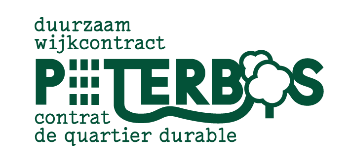 duurzaam
wijkcontract
PETERBOS
contrat
de quartier durable